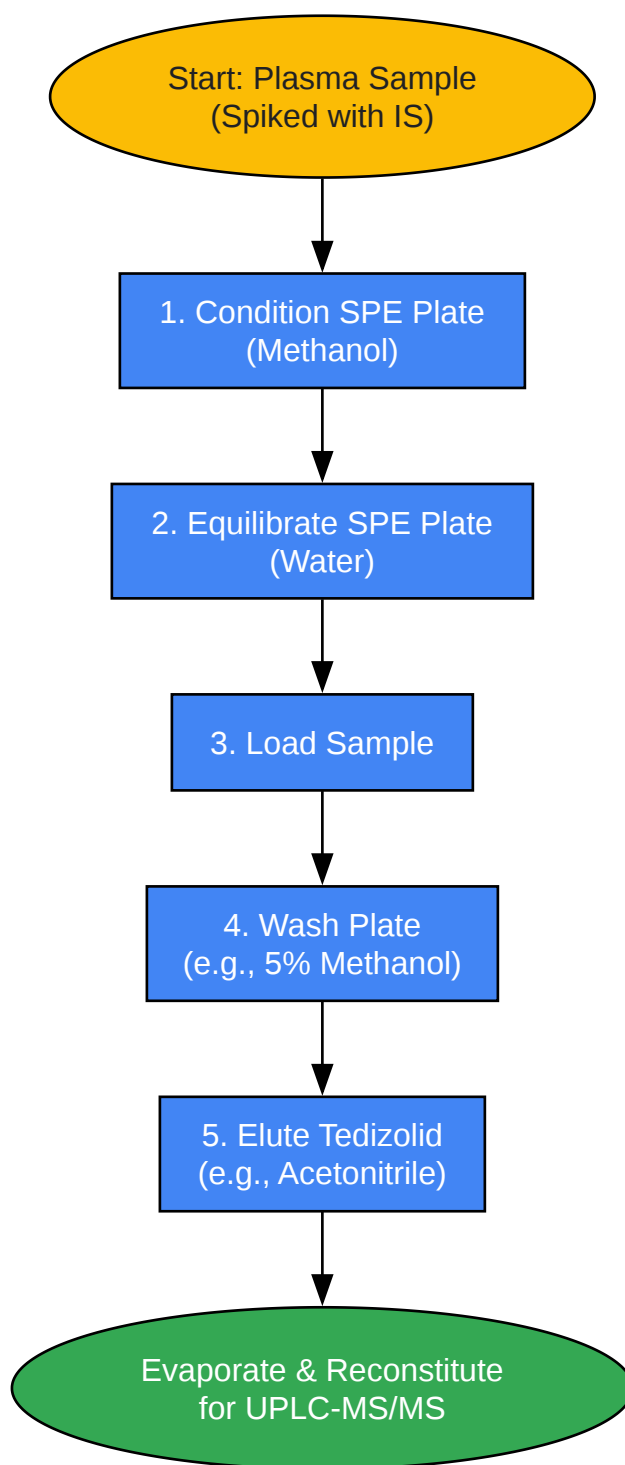 Start: Plasma Sample
(Spiked with IS)
1. Condition SPE Plate
(Methanol)
2. Equilibrate SPE Plate
(Water)
3. Load Sample
4. Wash Plate
(e.g., 5% Methanol)
5. Elute Tedizolid
(e.g., Acetonitrile)
Evaporate & Reconstitute
for UPLC-MS/MS